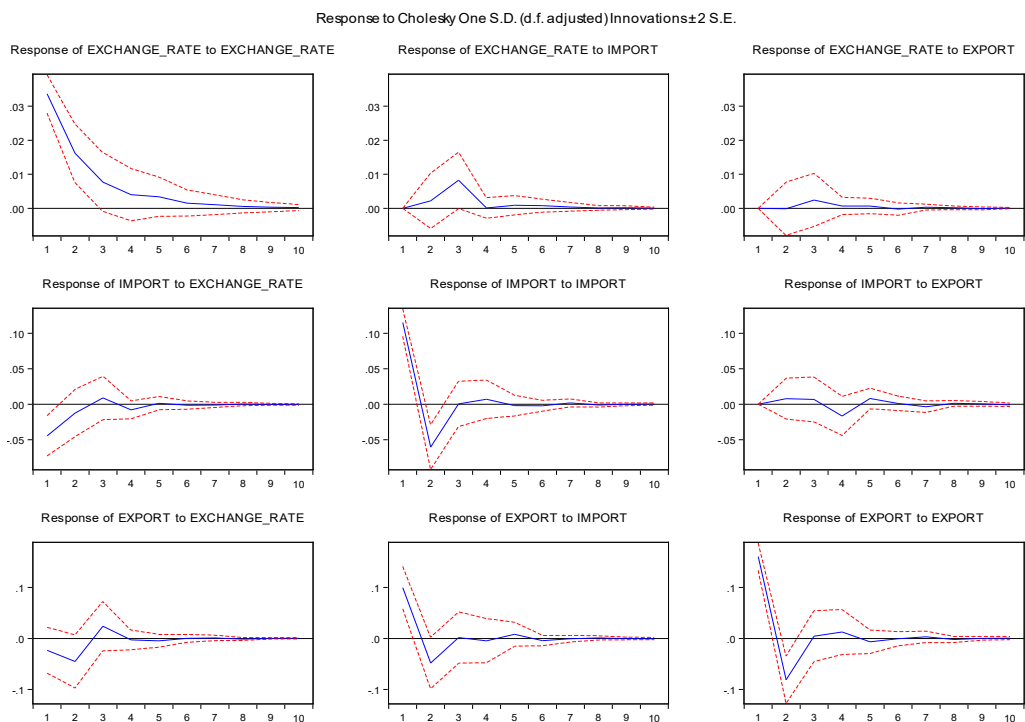 Response to Cholesky One S.D. (d.f. adjusted) Innovations ± 2 S.E.
Response of EXCHANGE_RATE to EXCHANGE_RATE
Response of EXCHANGE_RATE to IMPORT
Response of EXCHANGE_RATE to EXPORT
.03
.02
.01
.00
1 2 3 4 5 6 7 8 9 10
.03
.02
.01
.00
1 2 3 4 5 6 7 8 9 10
.03
.02
.01
.00
1 2 3 4 5 6 7 8 9 10
Response of IMPORT to EXCHANGE_RATE
Response of IMPORT to IMPORT
Response of IMPORT to EXPORT
.10
.05
.00
-.05
1 2 3 4 5 6 7 8 9 10
.10
.05
.00
-.05
1 2 3 4 5 6 7 8 9 10
.10
.05
.00
-.05
1 2 3 4 5 6 7 8 9 10
Response of EXPORT to EXCHANGE_RATE
Response of EXPORT to IMPORT
Response of EXPORT to EXPORT
.1
.0
-.1
1 2 3 4 5 6 7 8 9 10
.1
.0
-.1
1 2 3 4 5 6 7 8 9 10
.1
.0
-.1
1 2 3 4 5 6 7 8 9 10